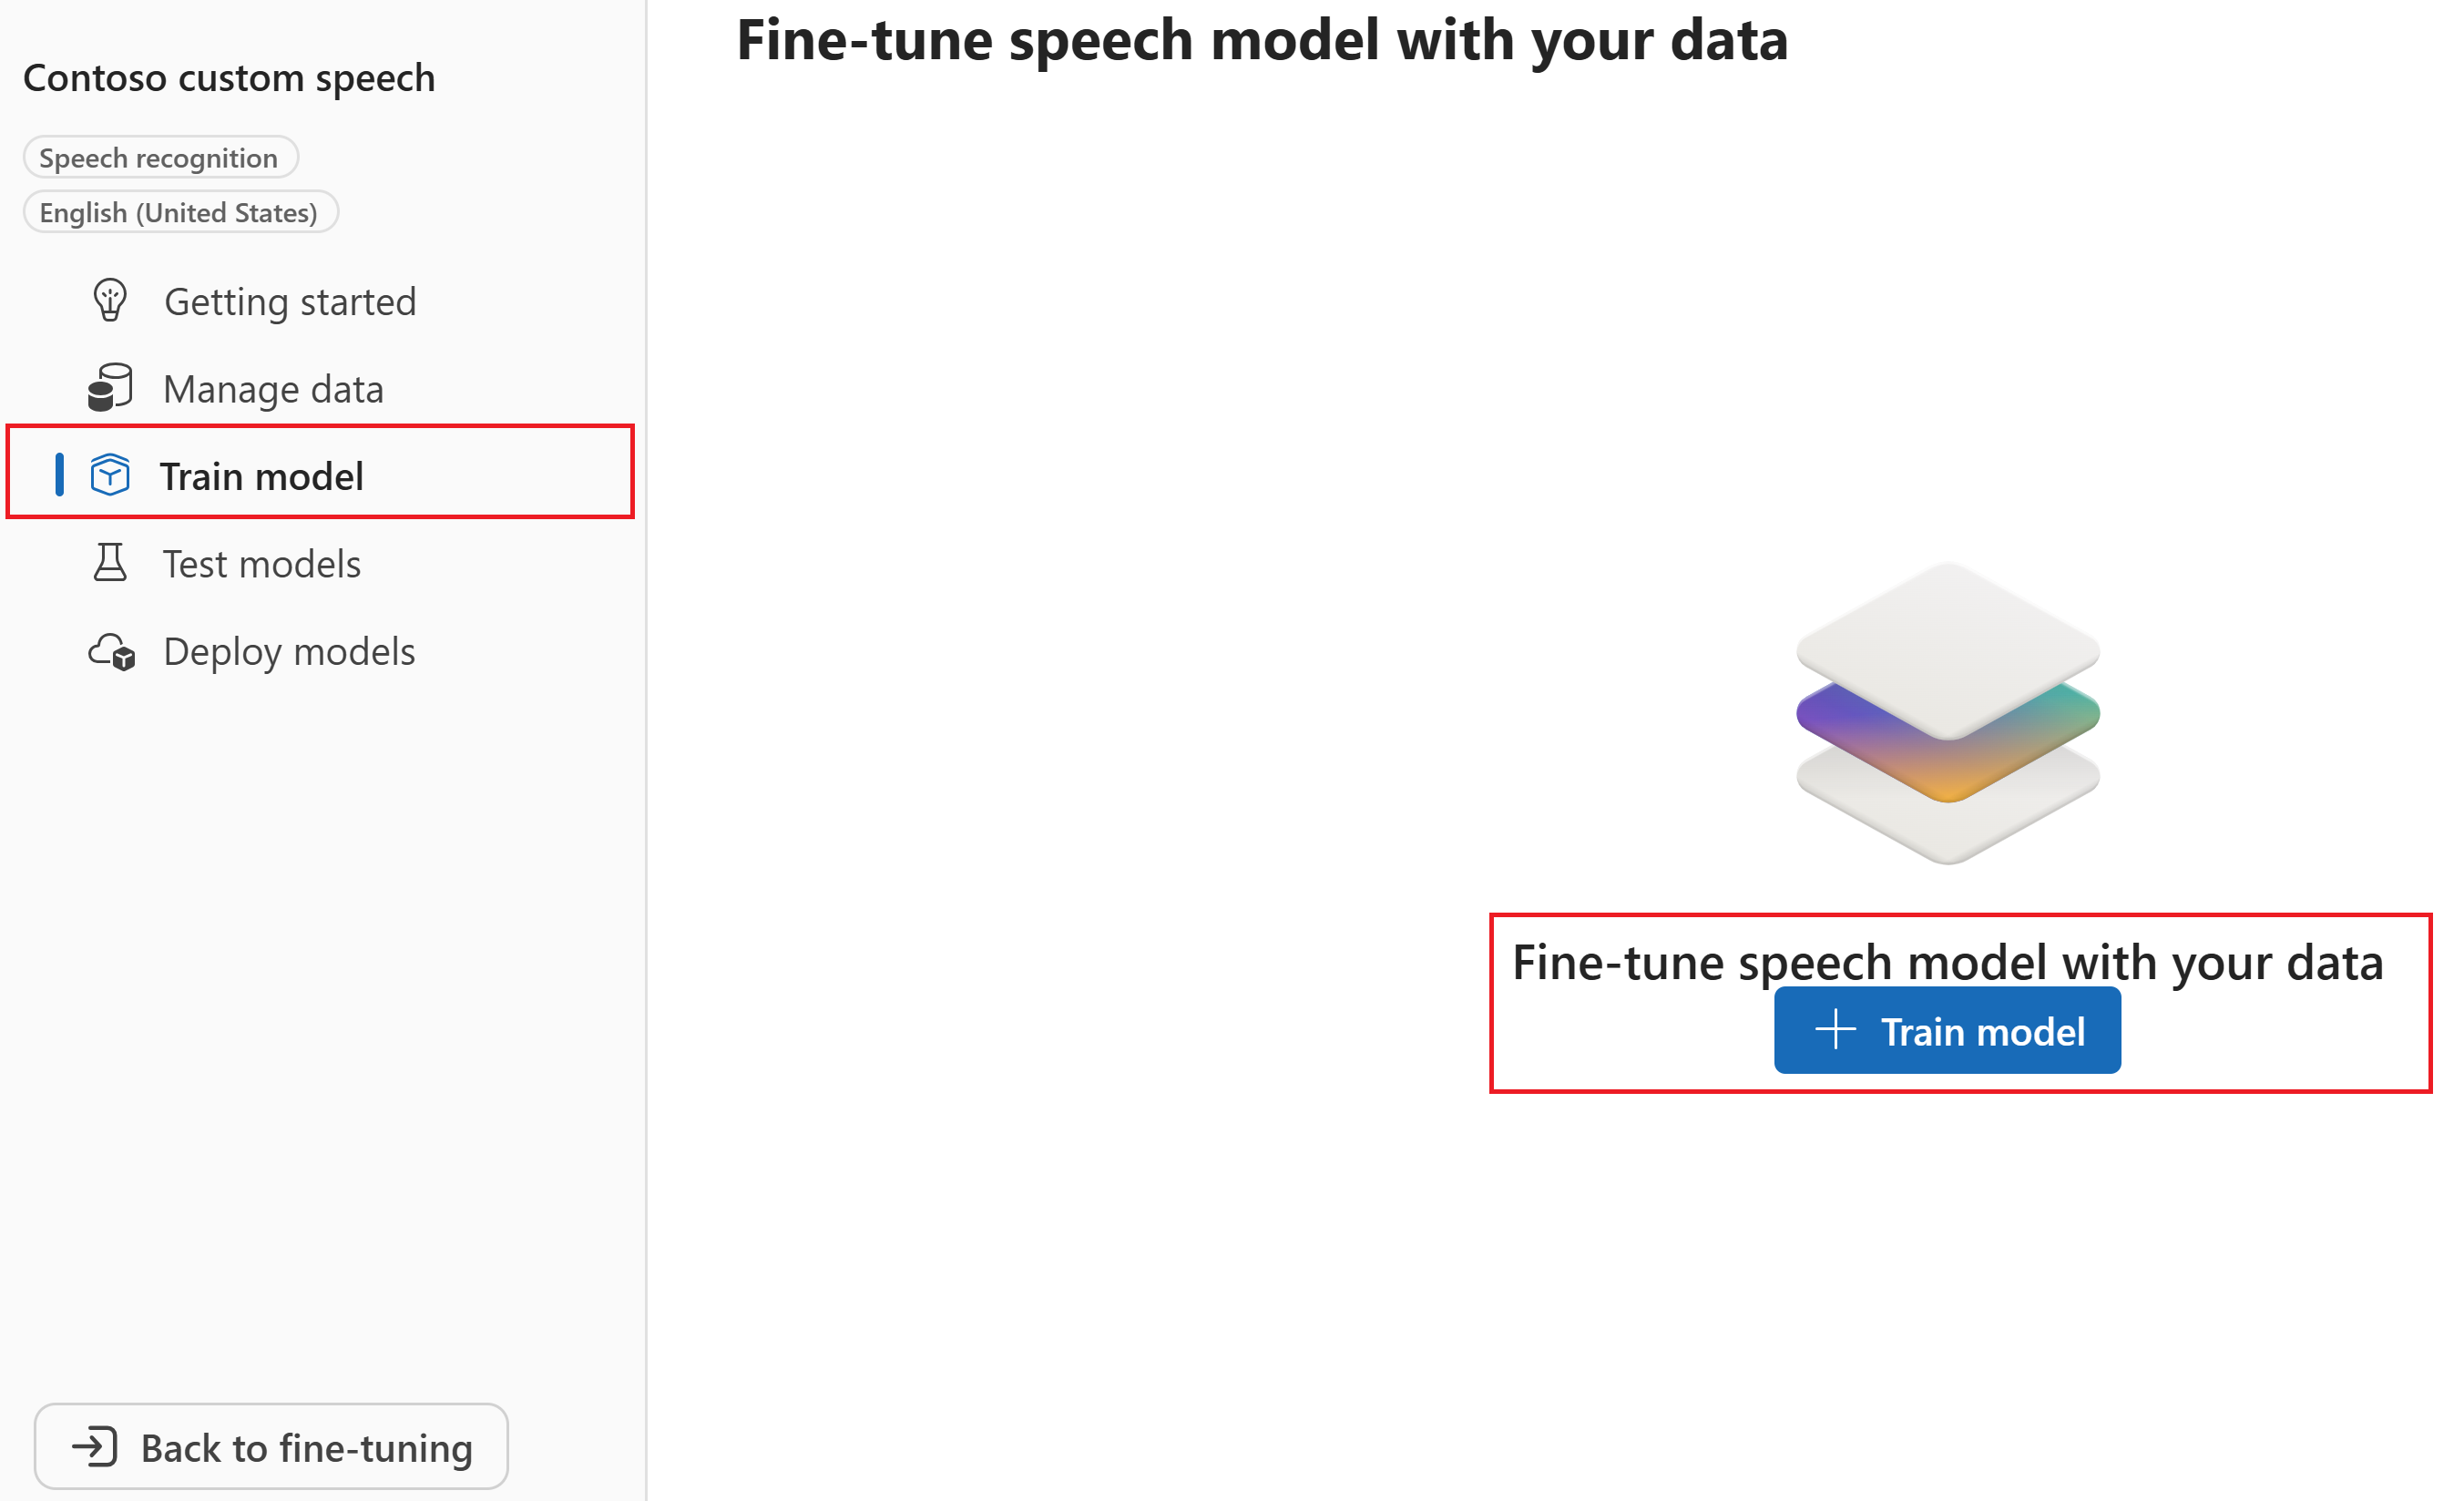 Contoso custom speech
Speech recognition
English (United States)
Getting started
Manage data
Train model
Test models
Deploy models
Back to fine-tuning
Fine-tune speech model with your data
Fine-tune speech model with your data
Train model